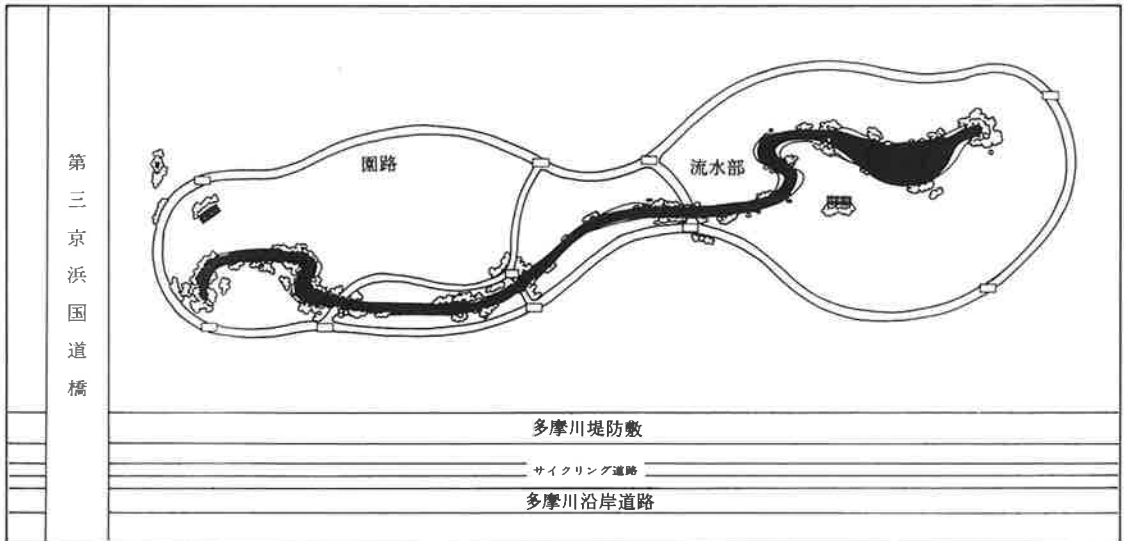 第三京浜国道橋
園路
流水部
多摩川堤防敷
サイクリング道路
多摩川沿岸道路